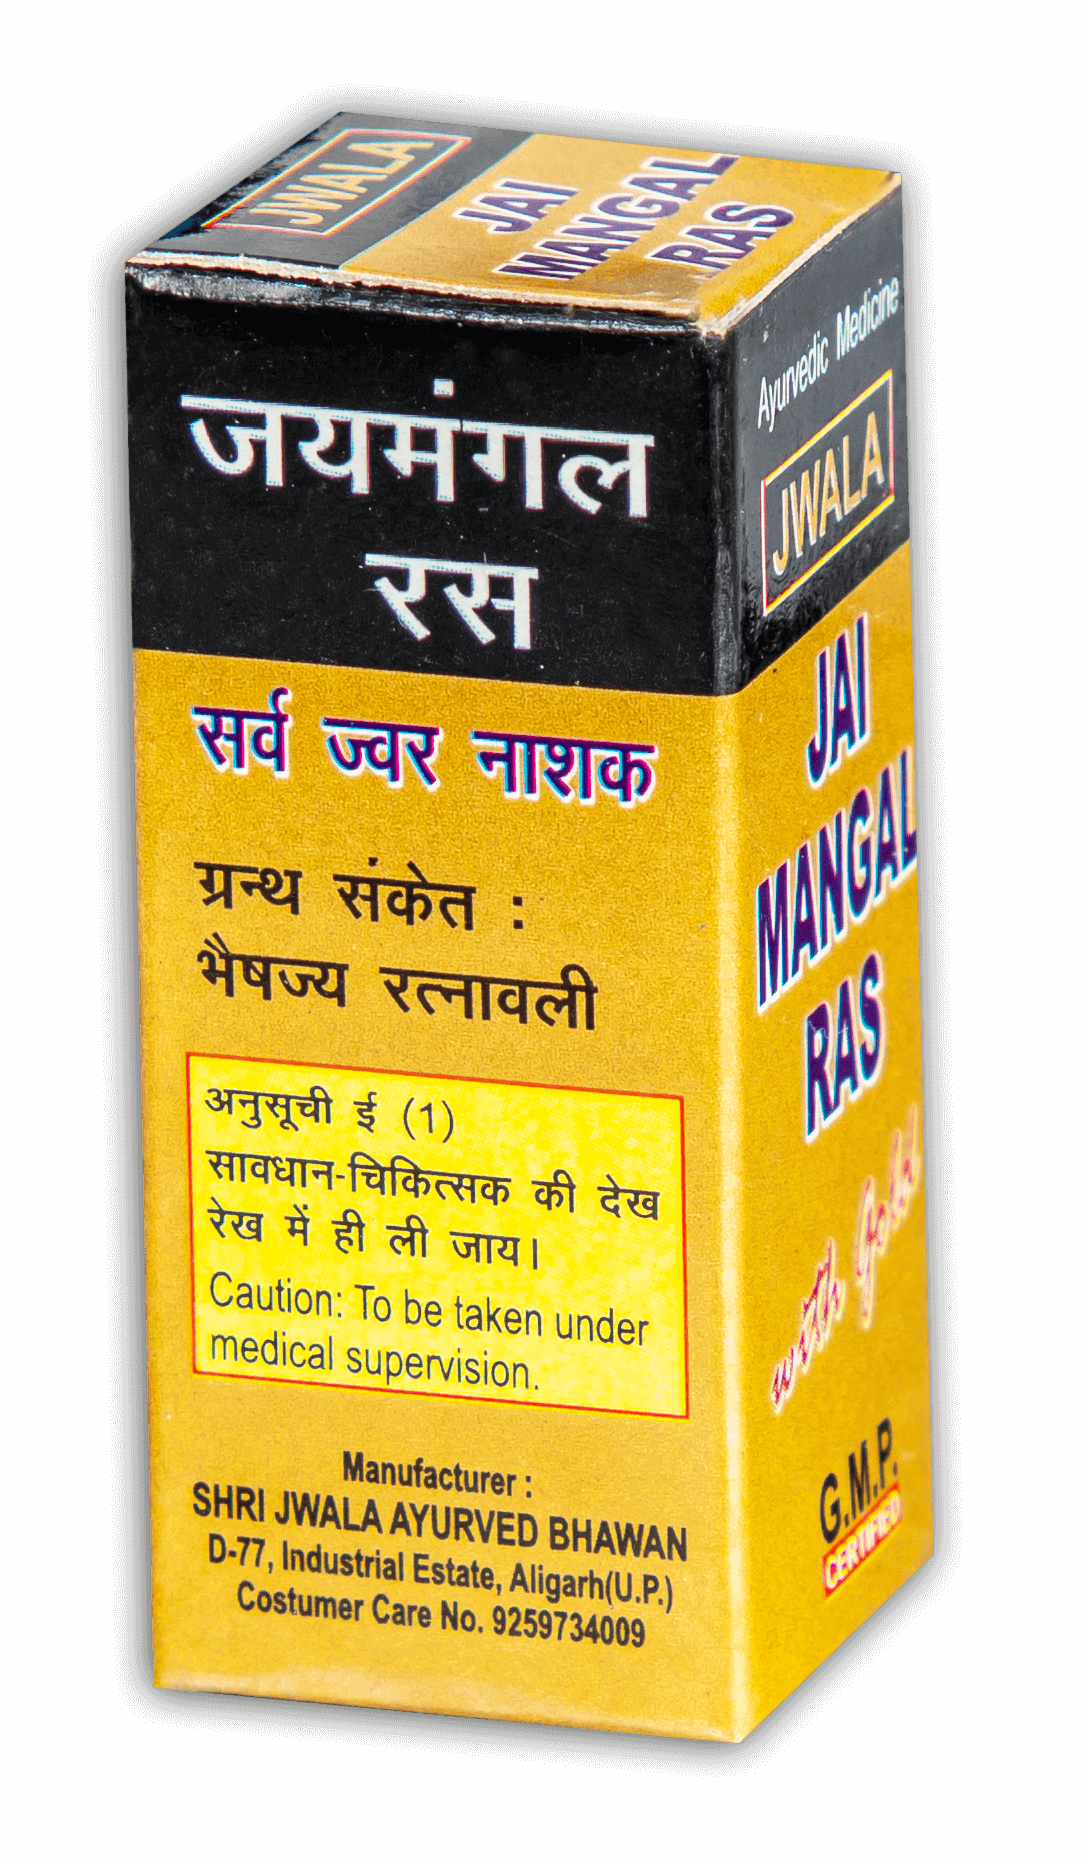 JWALA
JAI
MANGAL
RAS
जयमंगल
रस
सर्व ज्वर नाशक
ग्रन्थ संकेत :
भैषज्य रत्नावली
अनुसूची ई (1)
सावधान-चिकित्सक की देख
रेख में ही ली जाय।
Caution: To be taken under
medical supervision.
Manufacturer :
SHRI JWALA AYURVED BHAWAN
D-77, Industrial Estate, Aligarh(U.P.)
Costumer Care No. 9259734009
Ayurvedic Medicine
JWALA
JAI
MANGAL
RAS
with Gold
G.M.P.
CERTIFIED